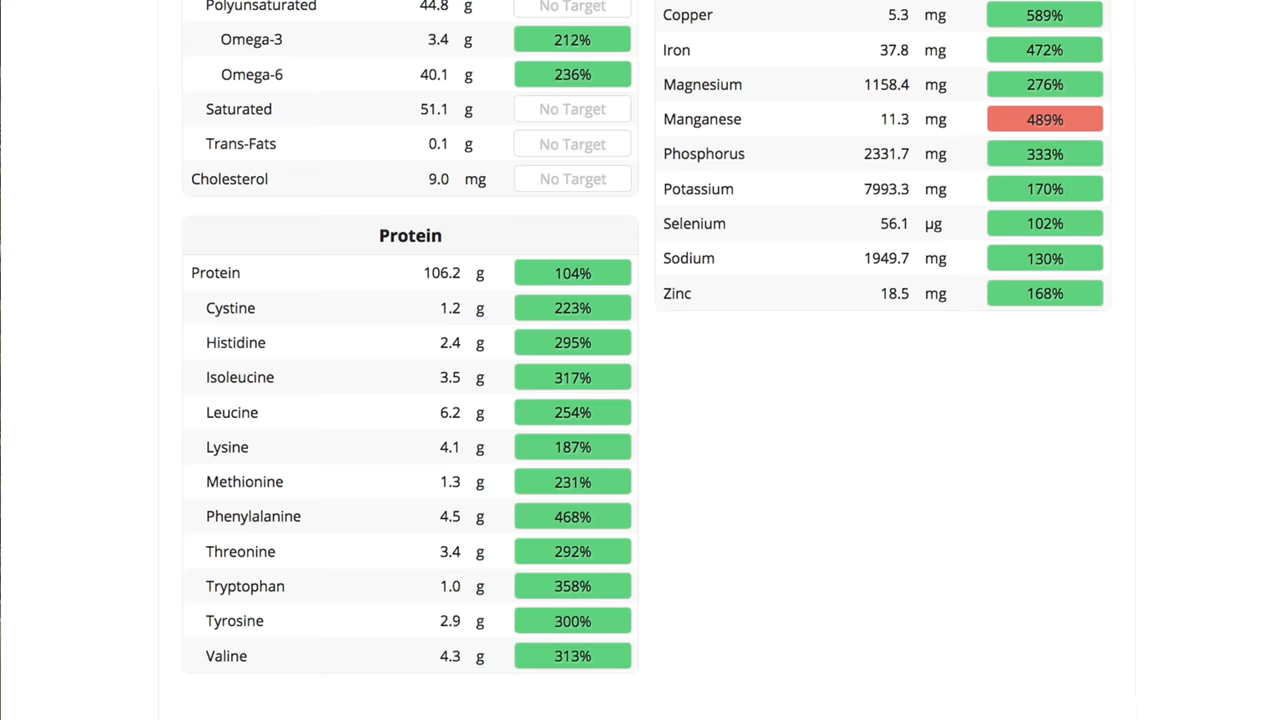 Polyunsaturated 44.8 g No Target
Omega-3 3.4 g 212%
Omega-6 40.1 g 236%
Saturated 51.1 g No Target
Trans-Fats 0.1 g No Target
Cholesterol 9.0 mg No Target
Protein
Protein 106.2 g 104%
Cystine 1.2 g 223%
Histidine 2.4 g 295%
Isoleucine 3.5 g 317%
Leucine 6.2 g 254%
Lysine 4.1 g 187%
Methionine 1.3 g 231%
Phenylalanine 4.5 g 468%
Threonine 3.4 g 292%
Tryptophan 1.0 g 358%
Tyrosine 2.9 g 300%
Valine 4.3 g 313%
Copper 5.3 mg 589%
Iron 37.8 mg 472%
Magnesium 1158.4 mg 276%
Manganese 11.3 mg 489%
Phosphorus 2331.7 mg 333%
Potassium 7993.3 mg 170%
Selenium 56.1 µg 102%
Sodium 1949.7 mg 130%
Zinc 18.5 mg 168%